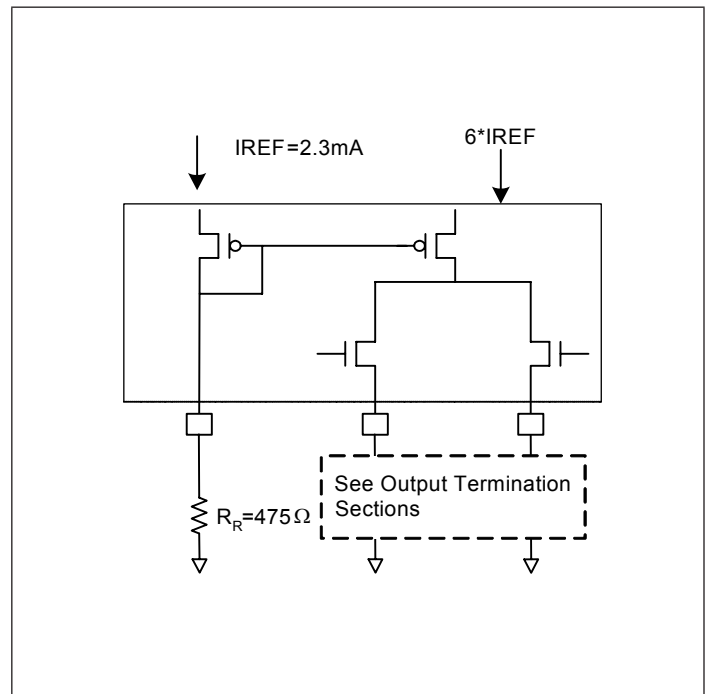 IREF=2.3mA
6*IREF
See Output Termination
Sections
R_R=475Ω